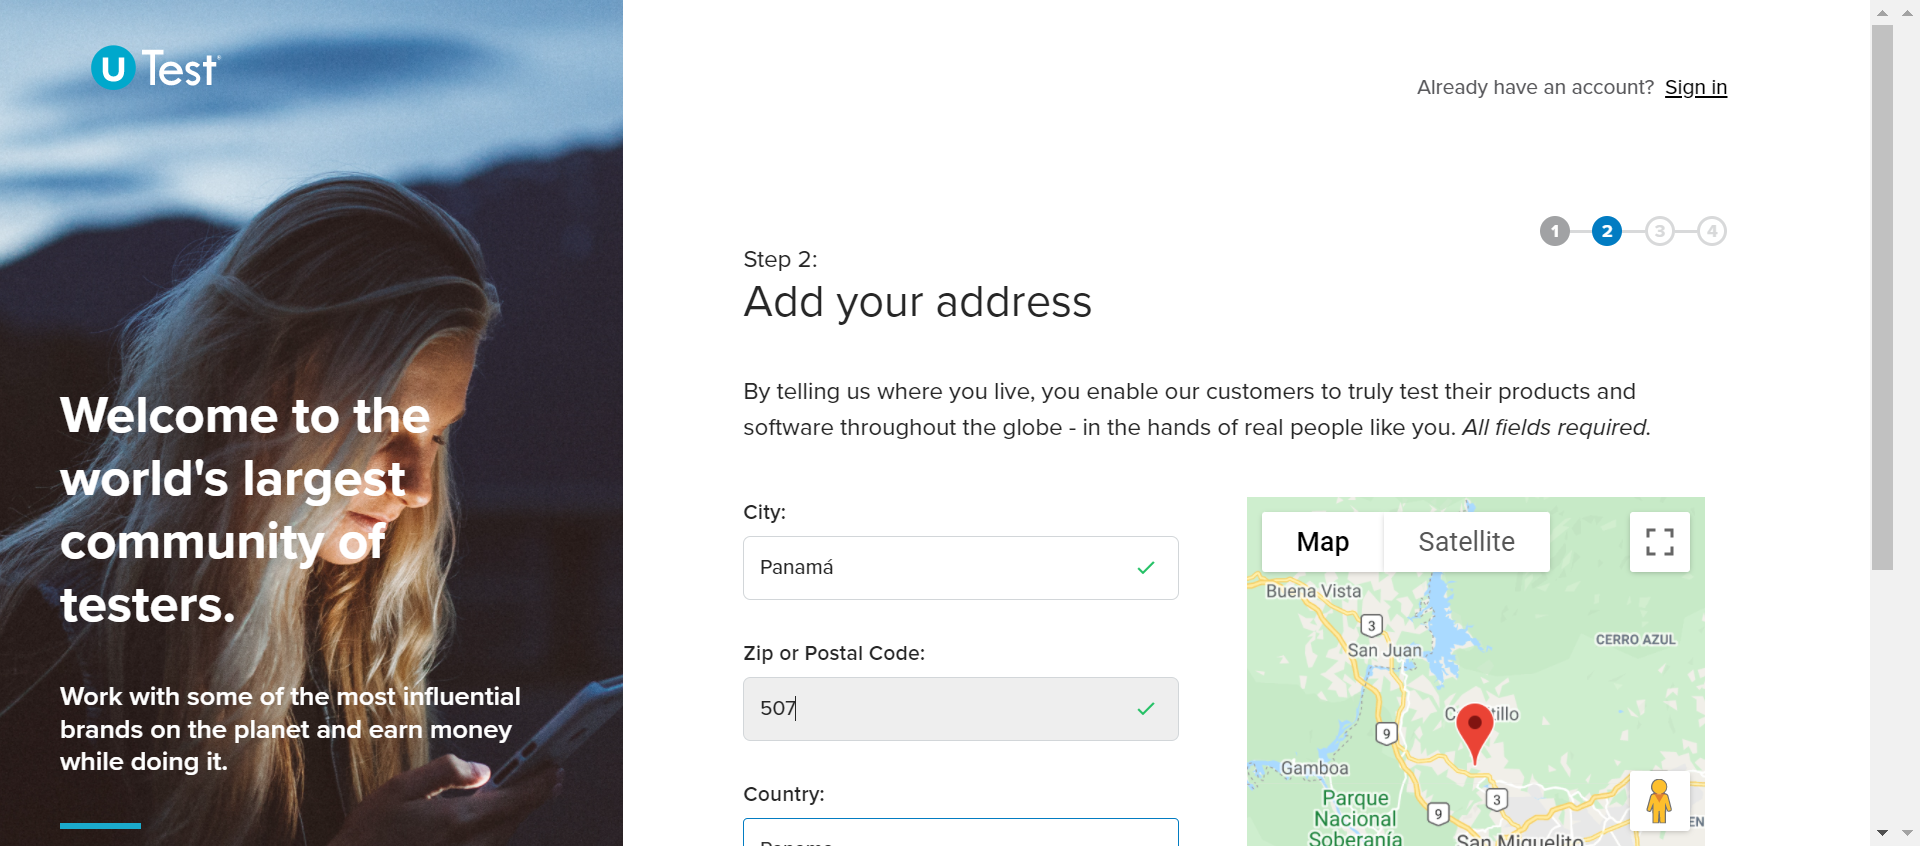 u Test
Already have an account? Sign in
1 2 3 4
Step 2:
Add your address
Welcome to the
world's largest
community of
testers.
Work with some of the most influential
brands on the planet and earn money
while doing it.
By telling us where you live, you enable our customers to truly test their products and
software throughout the globe - in the hands of real people like you. All fields required.
City:
Panamá
Zip or Postal Code:
507
Country:
Panama
Map Satellite
Buena Vista
3
CERRO AZUL
San Juan
9
Gamboa
3
Parque
Nacional
Soberanía
9
San Miguelito